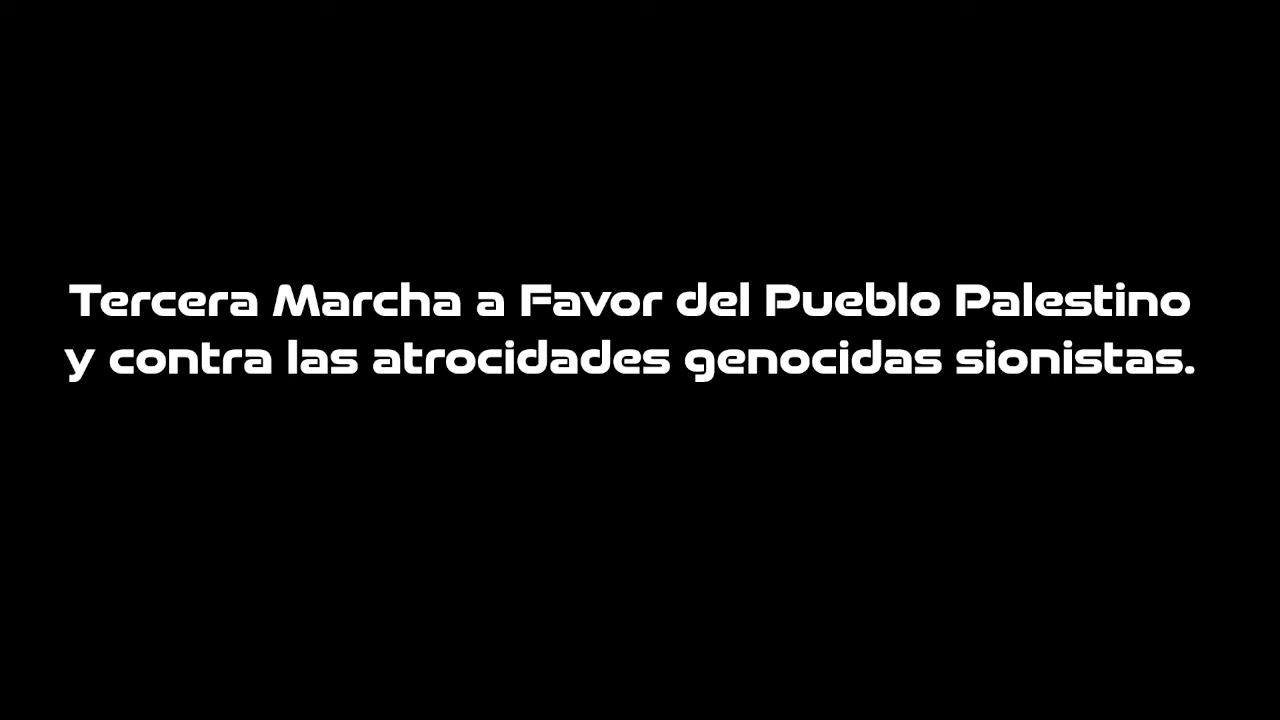 Tercera Marcha a Favor del Pueblo Palestino
y contra las atrocidades genocidas sionistas.